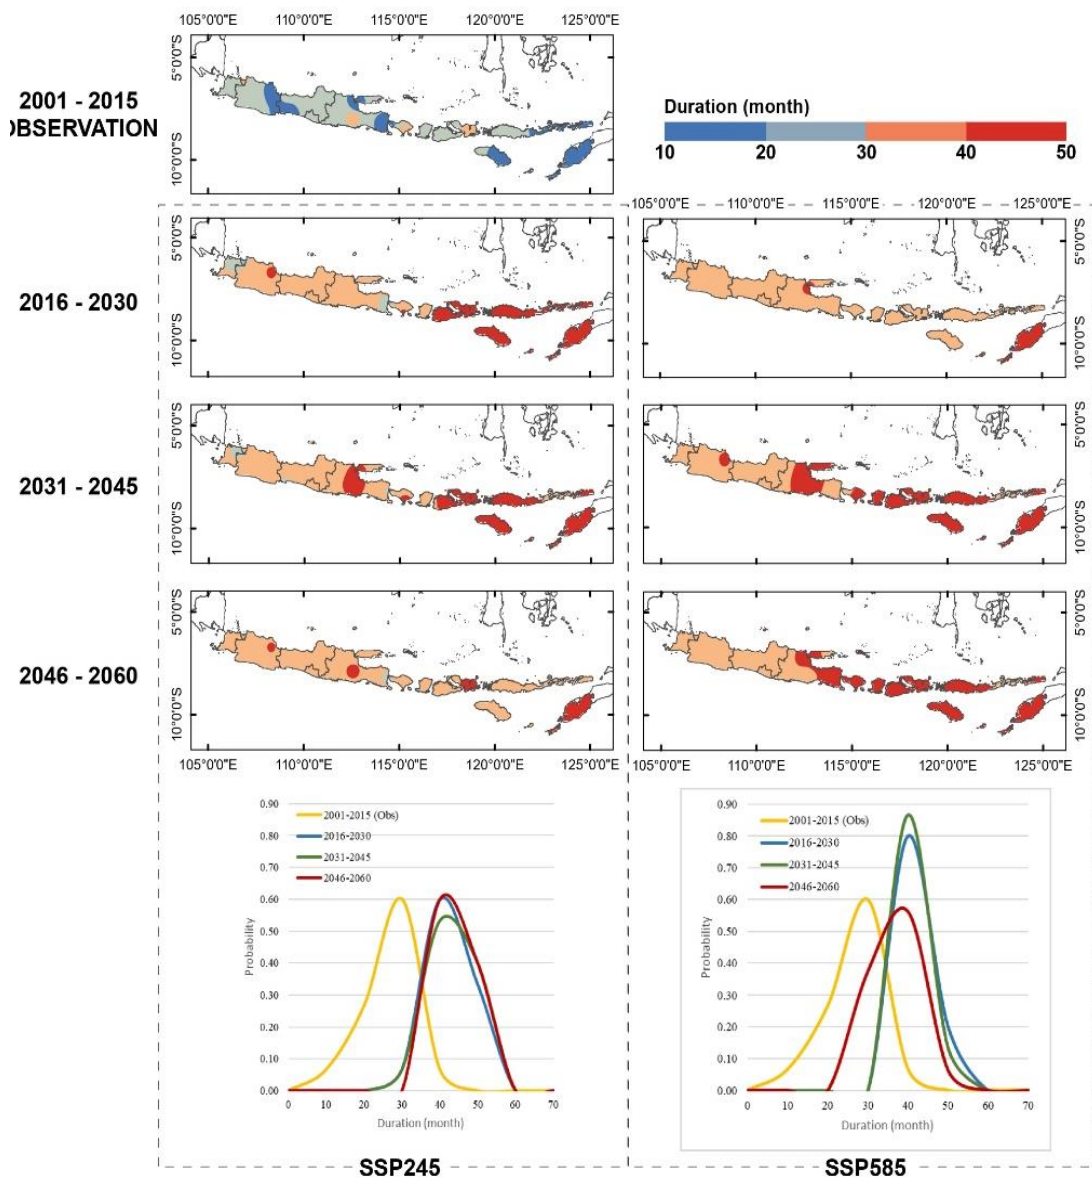 105°0'0"E 110°0'0"E 115°0'0"E 120°0'0"E 125°0'0"E
5°0'0"S
10°0'0"S
2001 - 2015
OBSERVATION
Duration (month)
10 20 30 40 50
105°0'0"E 110°0'0"E 115°0'0"E 120°0'0"E 125°0'0"E
2016 - 2030
5°0'0"S
10°0'0"S
5°0'0"S
10°0'0"S
2031 - 2045
5°0'0"S
10°0'0"S
5°0'0"S
10°0'0"S
2046 - 2060
5°0'0"S
10°0'0"S
5°0'0"S
10°0'0"S
105°0'0"E 110°0'0"E 115°0'0"E 120°0'0"E 125°0'0"E
105°0'0"E 110°0'0"E 115°0'0"E 120°0'0"E 125°0'0"E
0.90
0.80
0.70
0.60
0.50
0.40
0.30
0.20
0.10
0.00
Probability
2001-2015 (Obs)
2016-2030
2031-2045
2046-2060
0 10 20 30 40 50 60 70
Duration (month)
SSP245
0.90
0.80
0.70
0.60
0.50
0.40
0.30
0.20
0.10
0.00
Probability
2001-2015 (Obs)
2016-2030
2031-2045
2046-2060
0 10 20 30 40 50 60 70
Duration (month)
SSP585